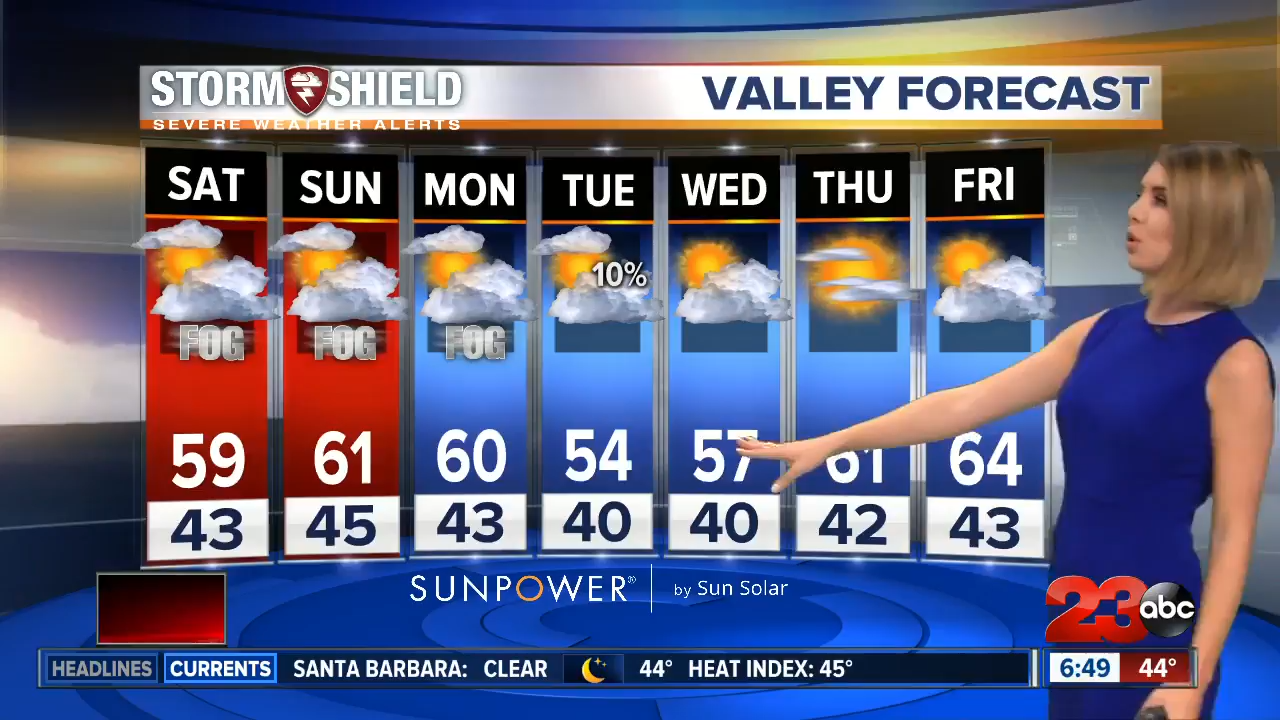 STORM SHIELD
SEVERE WEATHER ALERTS
VALLEY FORECAST
SAT SUN MON TUE WED THU FRI
10%
FOG FOG FOG
59 61 60 54 57 61 64
43 45 43 40 40 42 43
SUNPOWER® by Sun Solar
23 abc
HEADLINES CURRENTS SANTA BARBARA: CLEAR 44° HEAT INDEX: 45° 6:49 44°